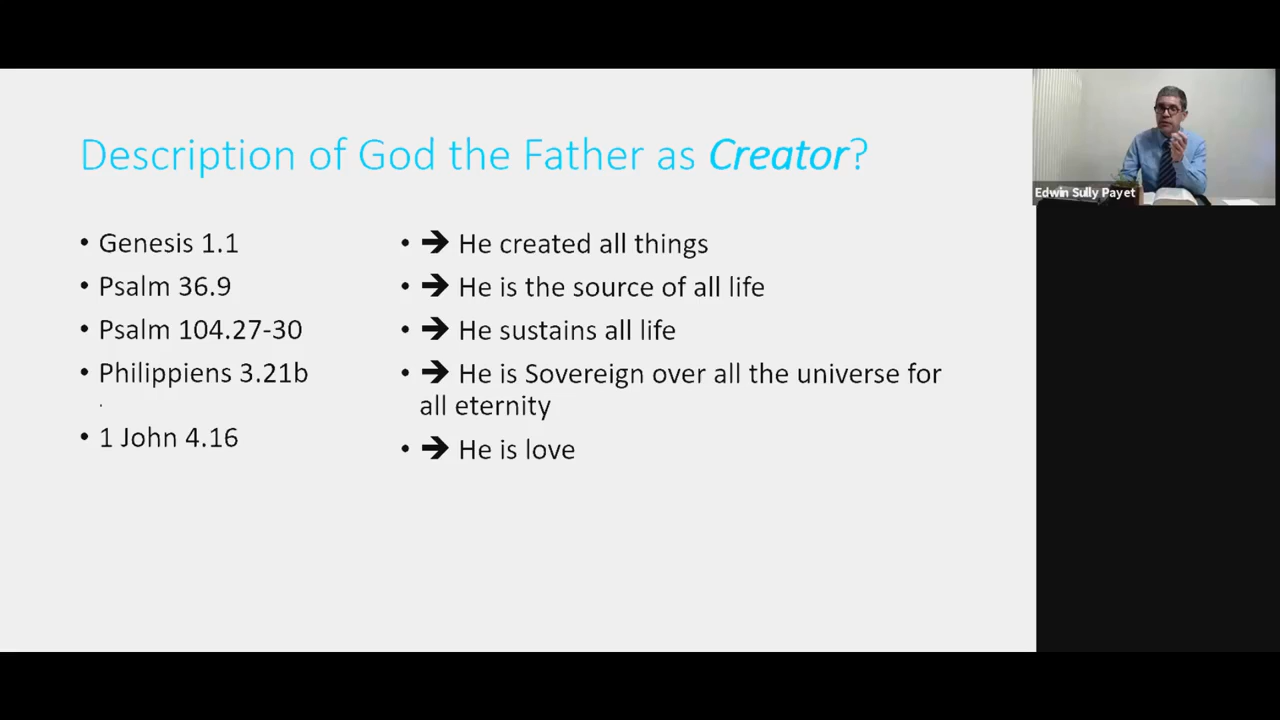 Description of God the Father as Creator?
• Genesis 1.1
• Psalm 36.9
• Psalm 104.27-30
• Philippiens 3.21b
.
• 1 John 4.16
• ➔ He created all things
• ➔ He is the source of all life
• ➔ He sustains all life
• ➔ He is Sovereign over all the universe for
all eternity
• ➔ He is love
Edwin Sully Payet